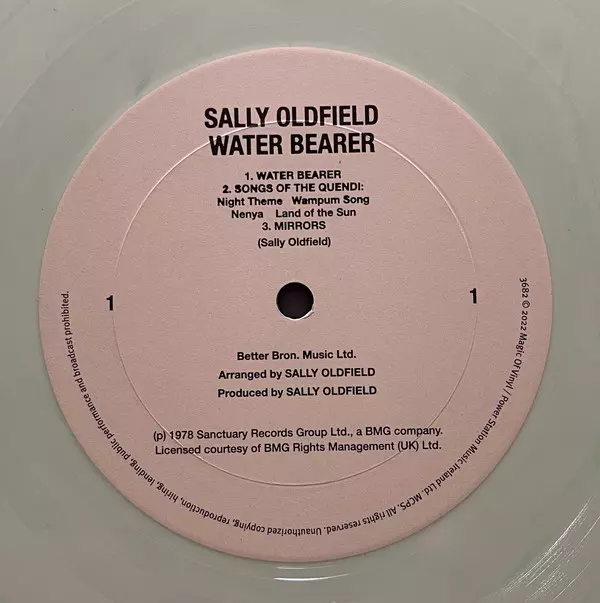 SALLY OLDFIELD
WATER BEARER
1. WATER BEARER
2. SONGS OF THE QUENDI:
Night Theme Wampum Song
Nenya Land of the Sun
3. MIRRORS
(Sally Oldfield)
1
1
Better Bron. Music Ltd.
Arranged by SALLY OLDFIELD
Produced by SALLY OLDFIELD
(p) 1978 Sanctuary Records Group Ltd., a BMG company.
Licensed courtesy of BMG Rights Management (UK) Ltd.
3682 © 2022 Magic Of Vinyl / Power Station Music Ireland Ltd. MCPS. All rights reserved. Unauthorized copying, reproduction, hiring, lending, public performance and broadcast prohibited.